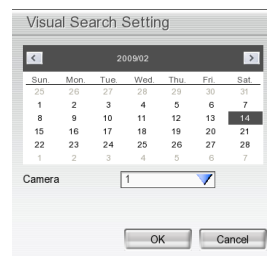 Visual Search Setting
< 2009/02 >
Sun. Mon. Tue. Wed. Thu. Fri. Sat.
25 26 27 28 29 30 31
1 2 3 4 5 6 7
8 9 10 11 12 13 14
15 16 17 18 19 20 21
22 23 24 25 26 27 28
1 2 3 4 5 6 7
Camera 1
OK Cancel